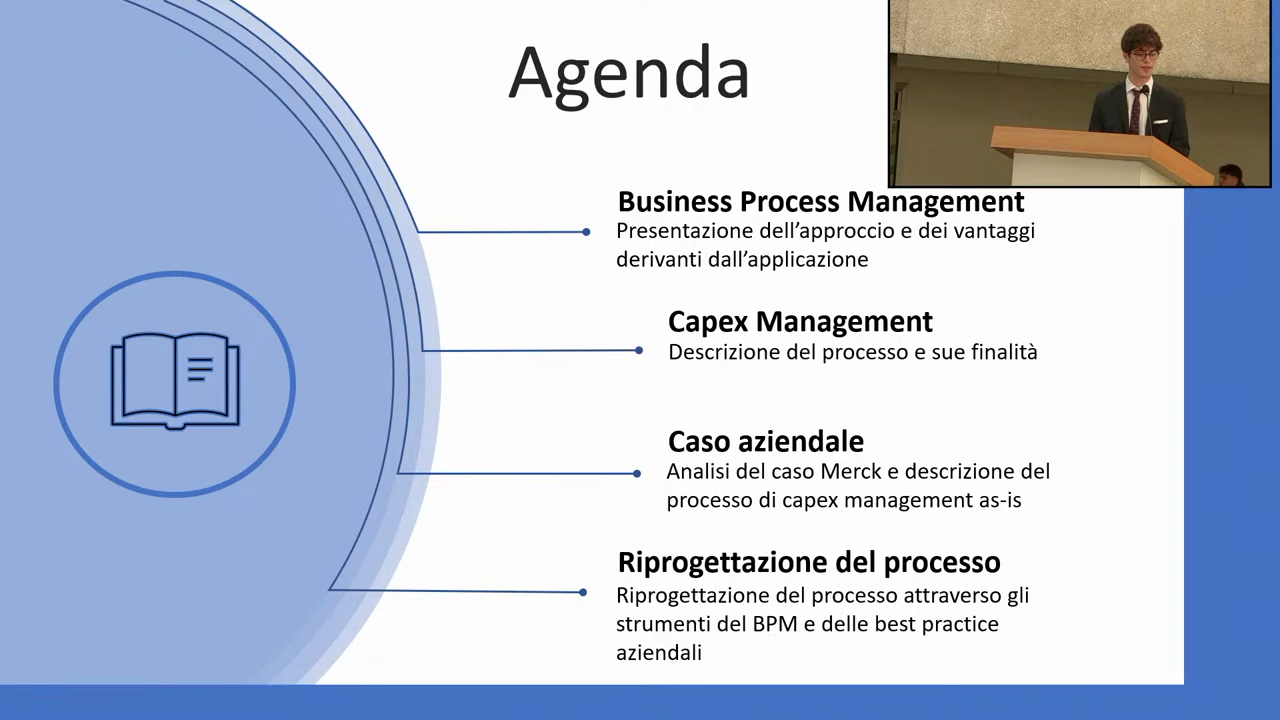 Agenda
Business Process Management
Presentazione dell’approccio e dei vantaggi
derivanti dall’applicazione
Capex Management
Descrizione del processo e sue finalità
Caso aziendale
Analisi del caso Merck e descrizione del
processo di capex management as-is
Riprogettazione del processo
Riprogettazione del processo attraverso gli
strumenti del BPM e delle best practice
aziendali